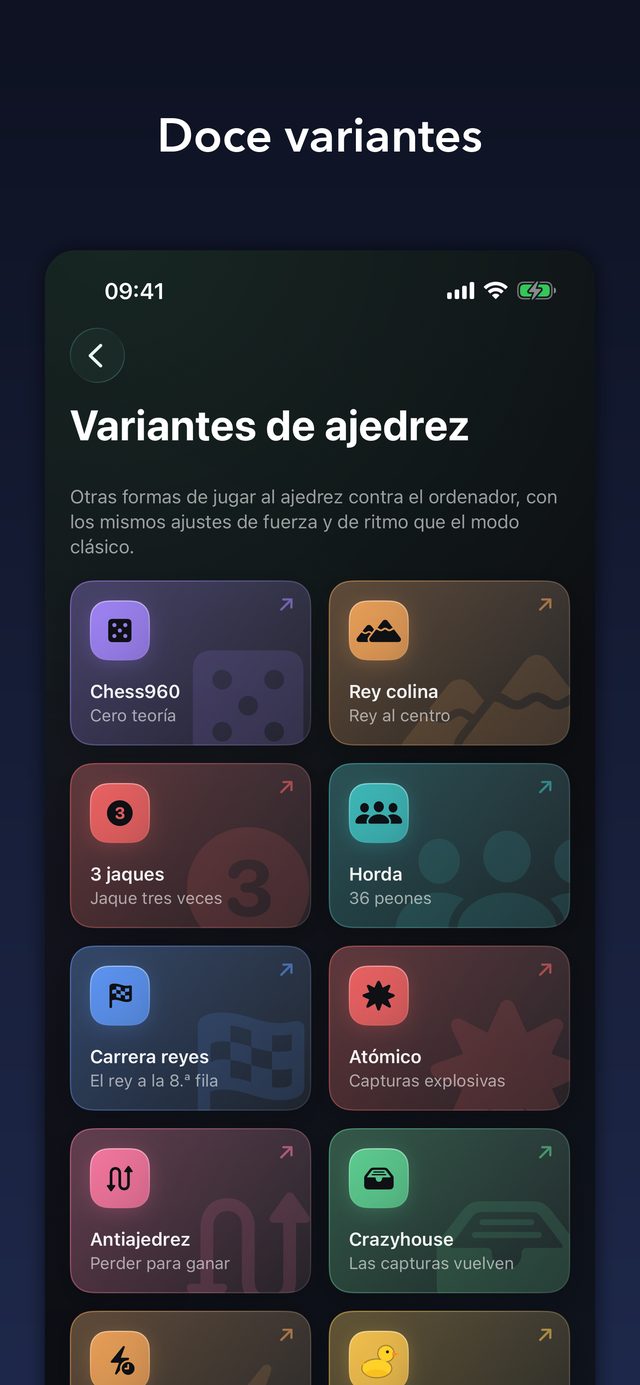 Doce variantes
09:41
Variantes de ajedrez
Otras formas de jugar al ajedrez contra el ordenador, con
los mismos ajustes de fuerza y de ritmo que el modo
clásico.
Chess960
Cero teoría
Rey colina
Rey al centro
3
3 jaques
Jaque tres veces
3
Horda
36 peones
Carrera reyes
El rey a la 8.ª fila
Atómico
Capturas explosivas
Antiajedrez
Perder para ganar
Crazyhouse
Las capturas vuelven